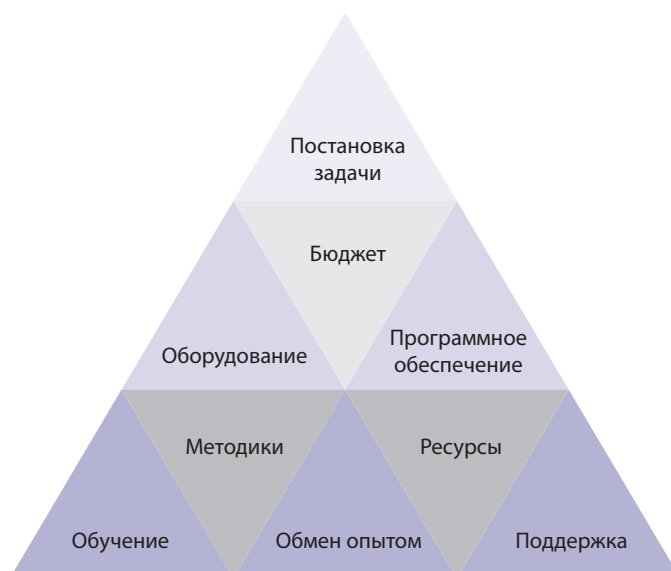 Постановка
задачи
Бюджет
Оборудование
Программное
обеспечение
Методики
Ресурсы
Обучение
Обмен опытом
Поддержка